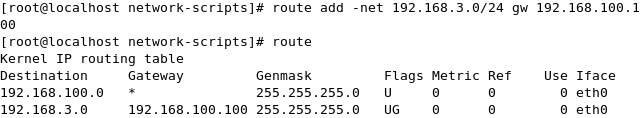 [root@localhost network-scripts]# route add -net 192.168.3.0/24 gw 192.168.100.1
00
[root@localhost network-scripts]# route
Kernel IP routing table
Destination     Gateway         Genmask         Flags Metric Ref    Use Iface
192.168.100.0   *               255.255.255.0   U     0      0        0 eth0
192.168.3.0     192.168.100.100 255.255.255.0   UG    0      0        0 eth0